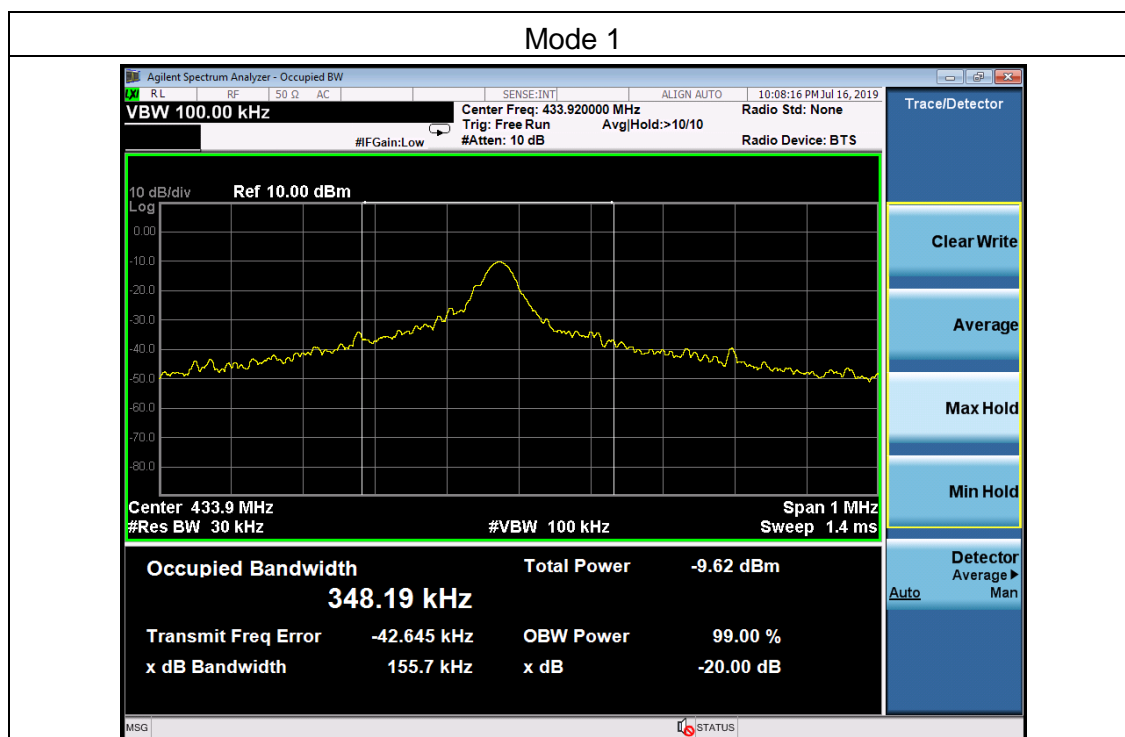 Mode 1
Agilent Spectrum Analyzer - Occupied BW
LXI RL RF 50 Ω AC SENSE:INT ALIGN AUTO 10:08:16 PM Jul 16, 2019
VBW 100.00 kHz
Center Freq: 433.920000 MHz Radio Std: None
Trig: Free Run Avg|Hold:>10/10
#IFGain:Low #Atten: 10 dB Radio Device: BTS
Trace/Detector
10 dB/div Ref 10.00 dBm
Log
0.00
-10.0
-20.0
-30.0
-40.0
-50.0
-60.0
-70.0
-80.0
Center 433.9 MHz Span 1 MHz
#Res BW 30 kHz #VBW 100 kHz Sweep 1.4 ms
Clear Write
Average
Max Hold
Min Hold
Detector
Average
Auto Man
Occupied Bandwidth Total Power -9.62 dBm
348.19 kHz
Transmit Freq Error -42.645 kHz OBW Power 99.00 %
x dB Bandwidth 155.7 kHz x dB -20.00 dB
MSG STATUS